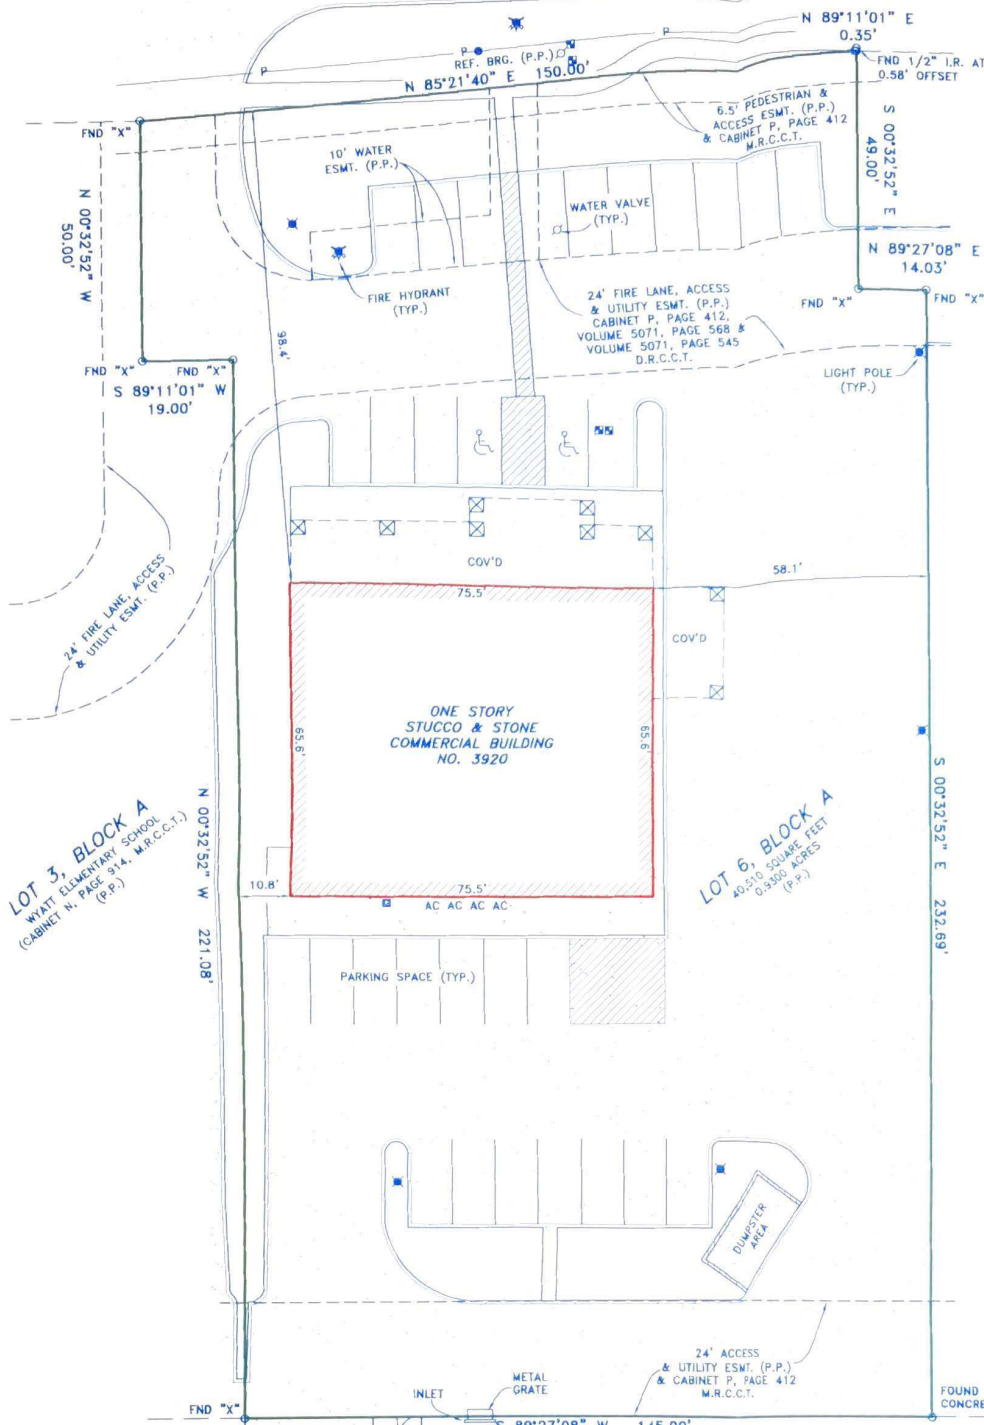 N 89°11'01" E
0.35'
P
P
P
REF. BRG. (P.P.)
N 85°21'40" E 150.00'
FND 1/2" I.R. AT
0.58' OFFSET
FND "X"
6.5' PEDESTRIAN &
ACCESS ESMT. (P.P.)
& CABINET P, PAGE 412
M.R.C.C.T.
S 00°32'52" E
49.00'
10' WATER
ESMT. (P.P.)
N 00°32'52" W
50.00'
WATER VALVE
(TYP.)
N 89°27'08" E
14.03'
FIRE HYDRANT
(TYP.)
24' FIRE LANE, ACCESS
& UTILITY ESMT. (P.P.)
CABINET P, PAGE 412,
VOLUME 5071, PAGE 568 &
VOLUME 5071, PAGE 545
D.R.C.C.T.
FND "X"
FND "X"
98.4'
FND "X"
FND "X"
S 89°11'01" W
19.00'
LIGHT POLE
(TYP.)
24' FIRE LANE, ACCESS
& UTILITY ESMT. (P.P.)
COV'D
75.5'
58.1'
COV'D
65.6'
ONE STORY
STUCCO & STONE
COMMERCIAL BUILDING
NO. 3920
65.6'
LOT 3, BLOCK A
WYATT ELEMENTARY SCHOOL
(CABINET N, PAGE 914, M.R.C.C.T.)
(P.P.)
N 00°32'52" W 221.08'
LOT 6, BLOCK A
40,510 SQUARE FEET
0.9300 ACRES
(P.P.)
S 00°32'52" E 232.69'
10.8'
75.5'
AC AC AC AC
PARKING SPACE (TYP.)
DUMPSTER
AREA
24' ACCESS
& UTILITY ESMT. (P.P.)
& CABINET P, PAGE 412
M.R.C.C.T.
FND "X"
INLET
METAL
GRATE
FOUND
CONCRE
S 89°27'08" W 145.00'